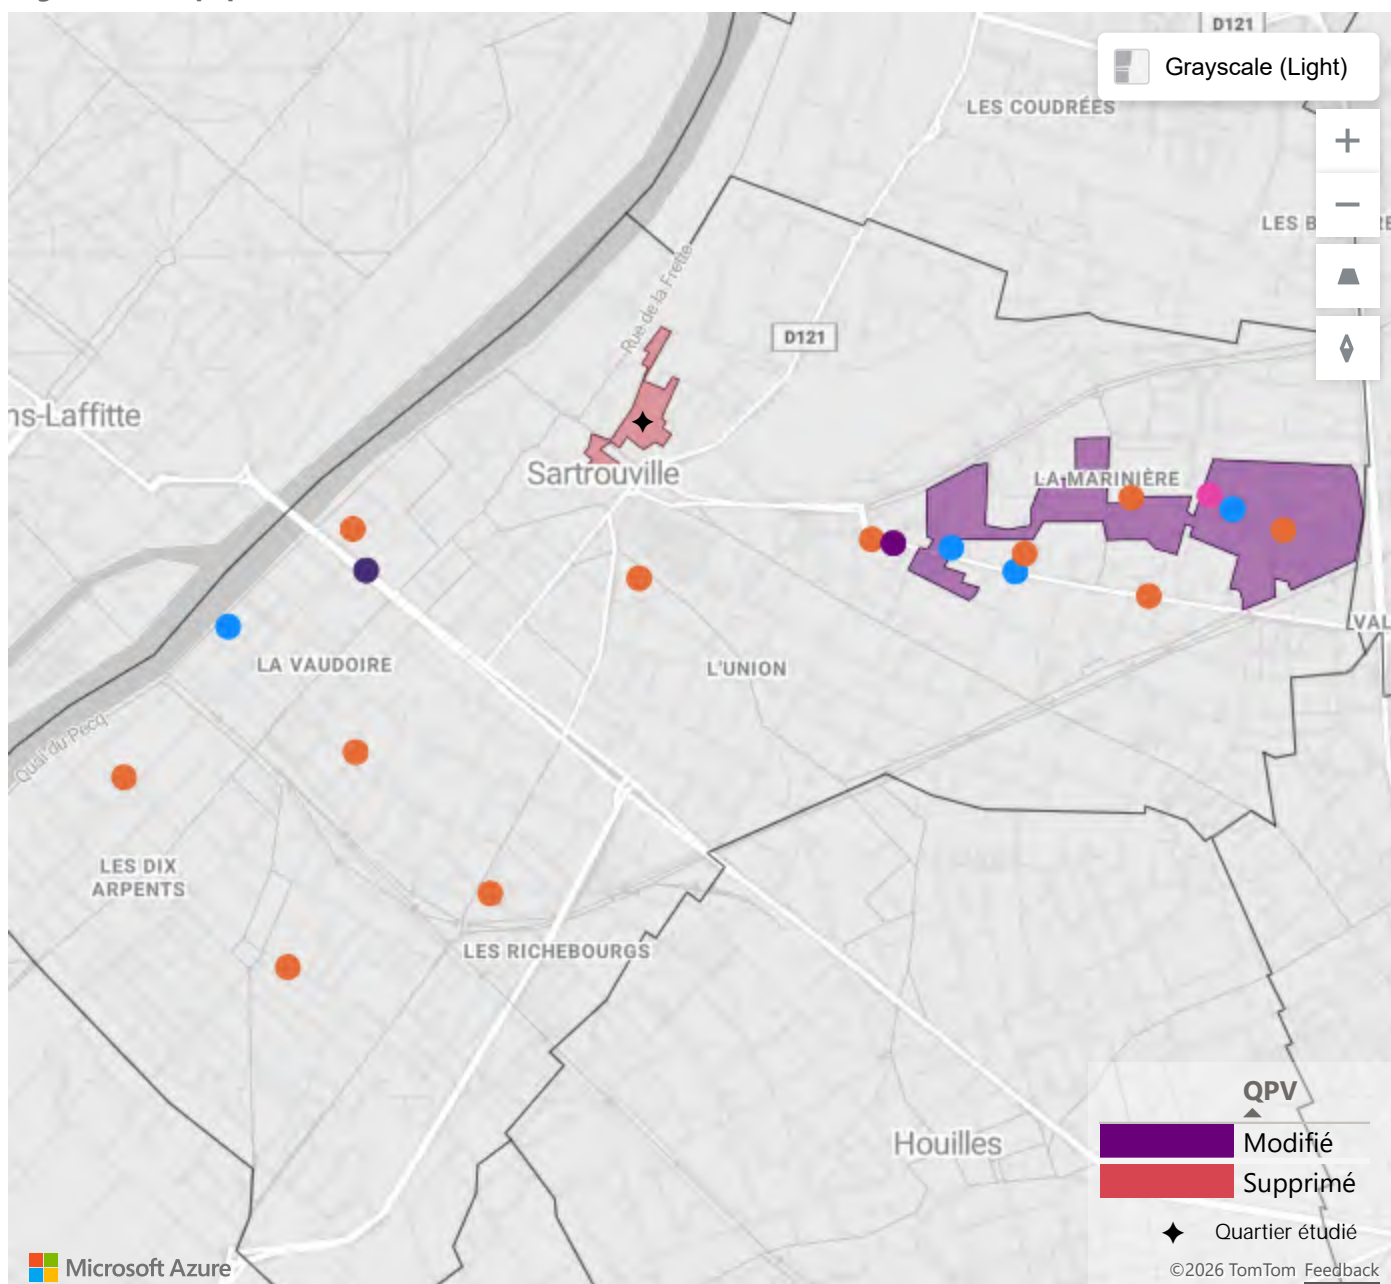 D121
Grayscale (Light)
LES COUDRÉES
LES B
RE
Rue de la Frette
D121
ns-Laffitte
Sartrouville
LA MARINIÈRE
VAL
LA VAUDOIRE
L'UNION
Quai du Pecq
LES DIX
ARPENTS
LES RICHEBOURGS
QPV
Houilles
Modifié
Supprimé
Quartier étudié
Microsoft Azure
©2026 TomTom Feedback